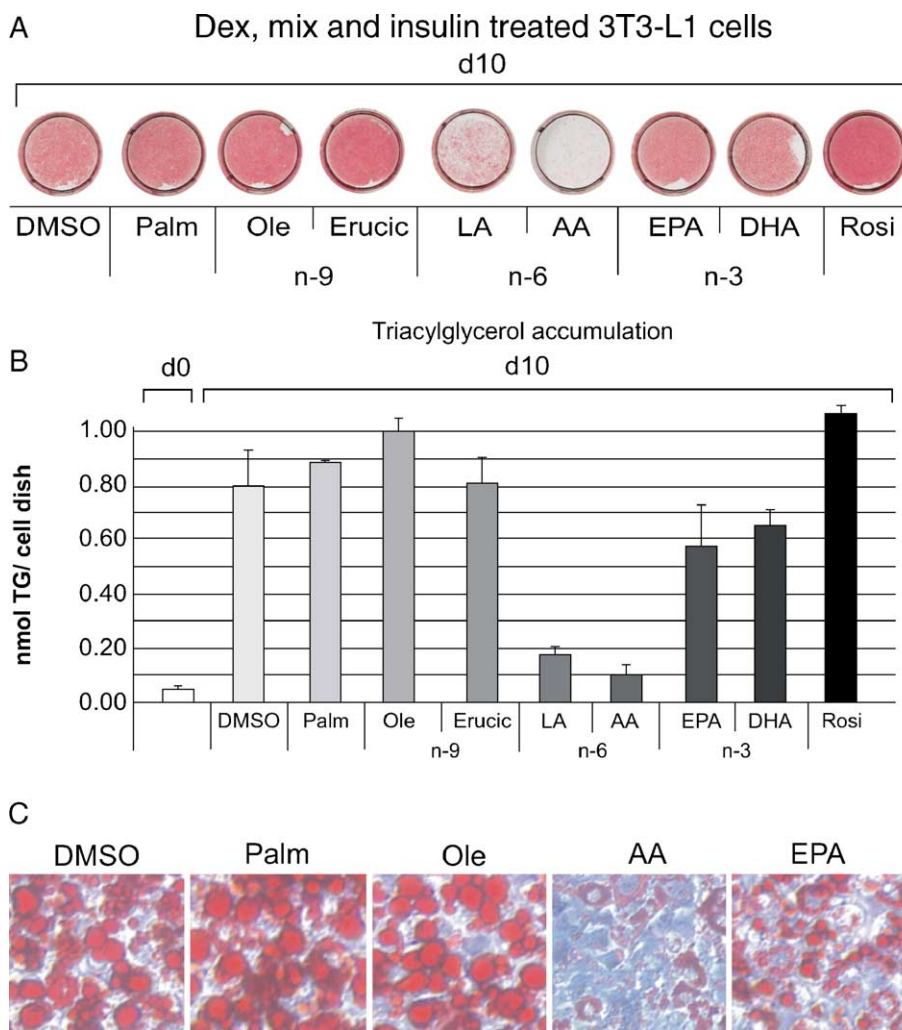 A
Dex, mix and insulin treated 3T3-L1 cells
d10
DMSO Palm Ole Erucic LA AA EPA DHA Rosi
n-9 n-6 n-3
Triacylglycerol accumulation
B
d0 d10
nmol TG/ cell dish
1.00
0.80
0.60
0.40
0.20
0.00
DMSO Palm Ole Erucic LA AA EPA DHA Rosi
n-9 n-6 n-3
C
DMSO Palm Ole AA EPA